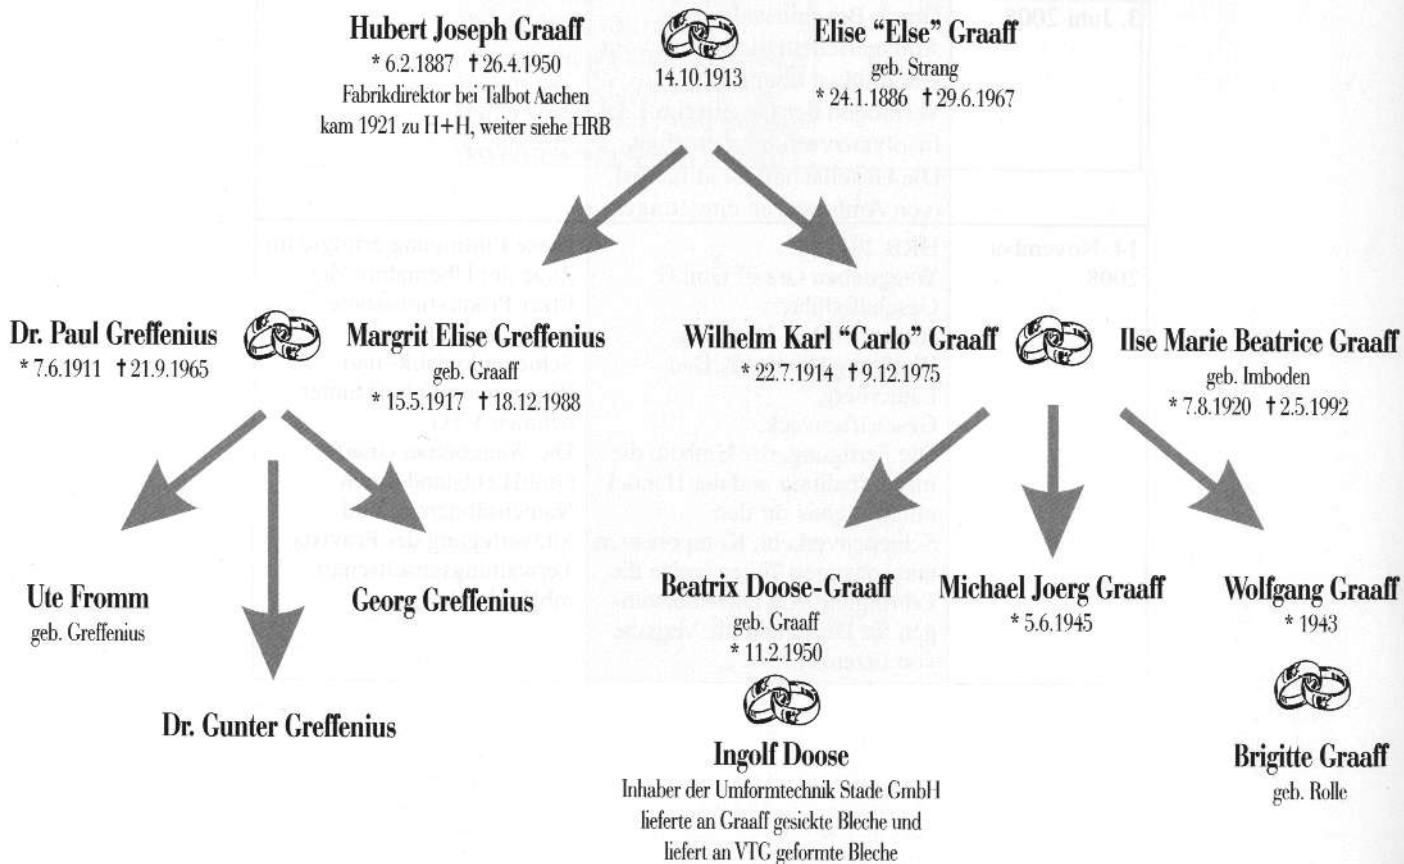 Hubert Joseph Graaff
* 6.2.1887 †26.4.1950
Fabrikdirektor bei Talbot Aachen
kam 1921 zu H+H, weiter siehe HRB
14.10.1913
Elise “Else” Graaff
geb. Strang
* 24.1.1886 †29.6.1967
Dr. Paul Greffenius
* 7.6.1911 †21.9.1965
Margrit Elise Greffenius
geb. Graaff
* 15.5.1917 †18.12.1988
Wilhelm Karl “Carlo” Graaff
* 22.7.1914 †9.12.1975
Ilse Marie Beatrice Graaff
geb. Imboden
* 7.8.1920 †2.5.1992
Ute Fromm
geb. Greffenius
Dr. Gunter Greffenius
Georg Greffenius
Beatrix Doose-Graaff
geb. Graaff
* 11.2.1950
Ingolf Doose
Inhaber der Umformtechnik Stade GmbH
lieferte an Graaff gesickte Bleche und
liefert an VTG geformte Bleche
Michael Joerg Graaff
* 5.6.1945
Wolfgang Graaff
* 1943
Brigitte Graaff
geb. Rolle